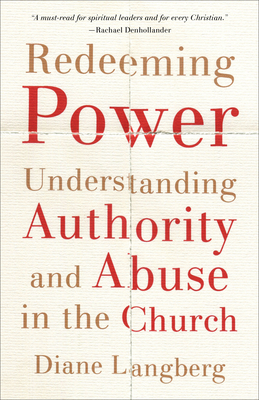 "A must-read for spiritual leaders and for every Christian."
—Rachael Denhollander
Redeeming
Power
Understanding
Authority
and Abuse
in the Church
Diane Langberg